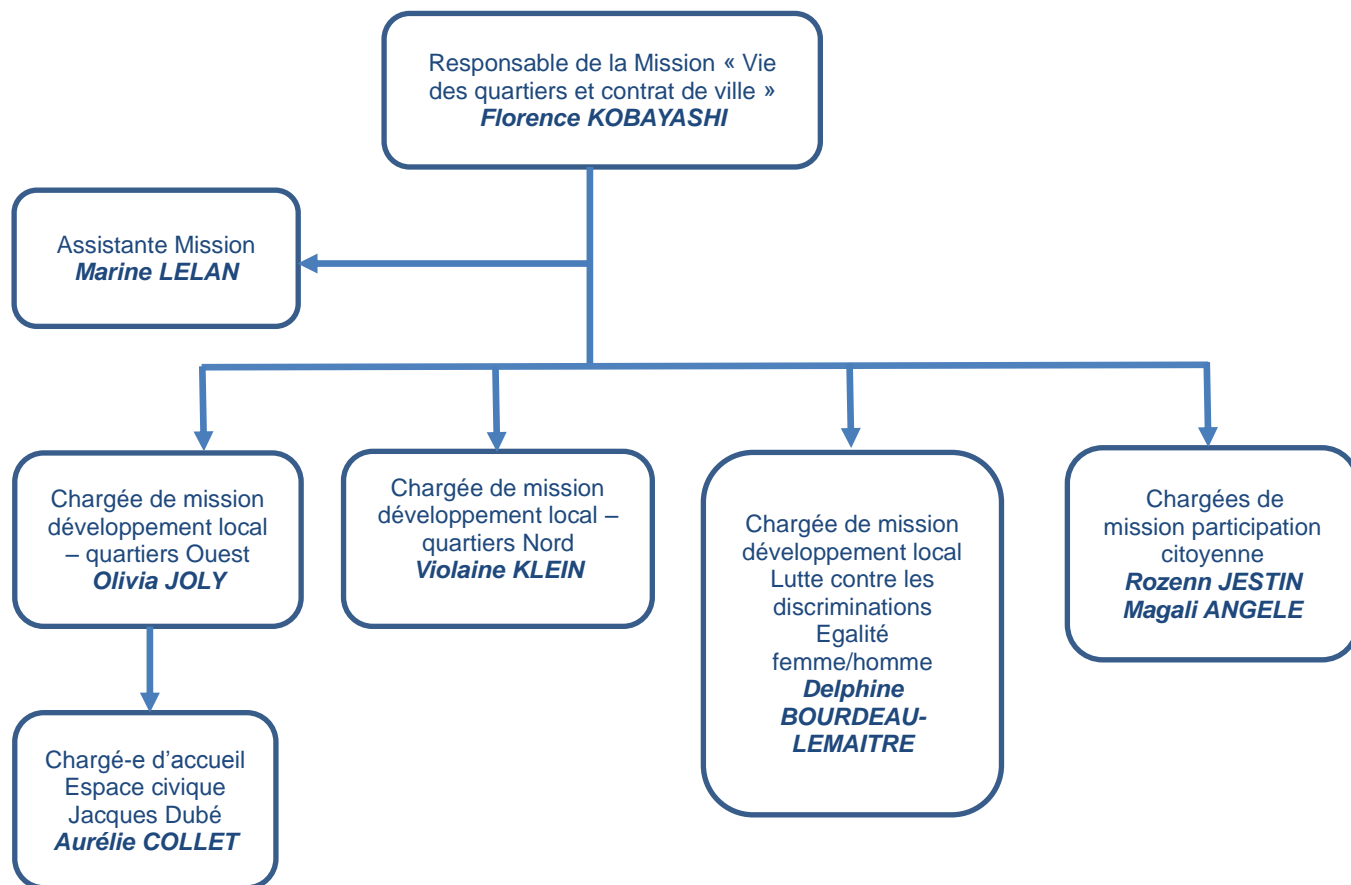 Responsable de la Mission « Vie
des quartiers et contrat de ville »
Florence KOBAYASHI
Assistante Mission
Marine LELAN
Chargée de mission
développement local
– quartiers Ouest
Olivia JOLY
Chargée de mission
développement local –
quartiers Nord
Violaine KLEIN
Chargée de mission
développement local
Lutte contre les
discriminations
Egalité
femme/homme
Delphine
BOURDEAU-
LEMAITRE
Chargées de
mission participation
citoyenne
Rozenn JESTIN
Magali ANGELE
Chargé-e d’accueil
Espace civique
Jacques Dubé
Aurélie COLLET